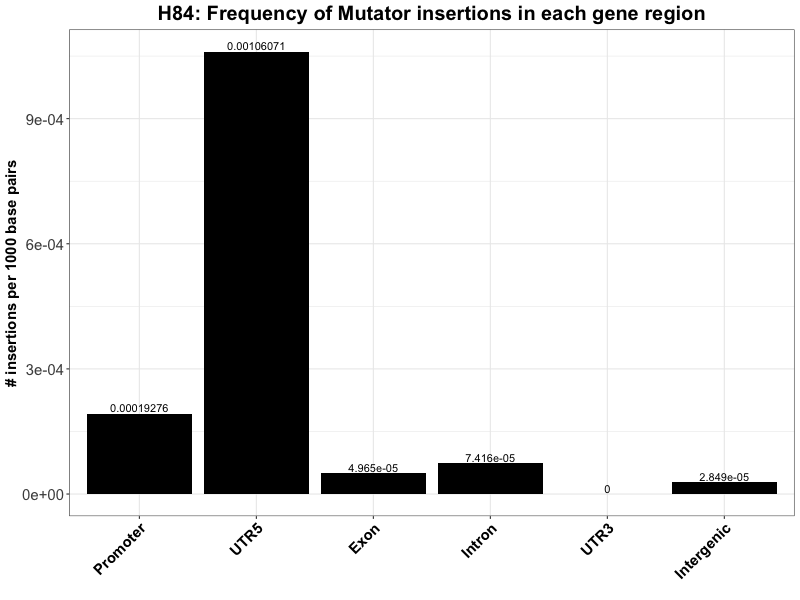 H84: Frequency of Mutator insertions in each gene region
# insertions per 1000 base pairs
9e-04
6e-04
3e-04
0e+00
0.00019276
0.00106071
4.965e-05
7.416e-05
0
2.849e-05
Promoter
UTR5
Exon
Intron
UTR3
Intergenic